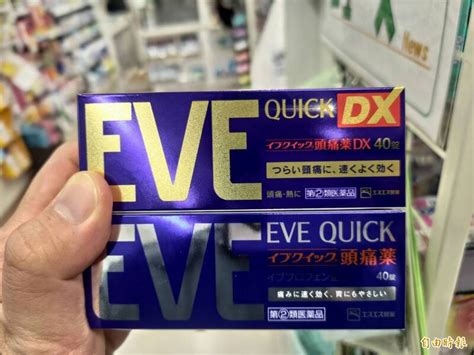 News
EVE QUICK DX
イブクイック頭痛薬DX 40錠
つらい頭痛に、速くよく効く
頭痛・熱に 第②類医薬品 エスエス製薬
EVE EVE QUICK
イブクイック頭痛薬
イブプロフェン
40錠
痛みに速く効く、胃にもやさしい
第②類医薬品 エスエス製薬
自由時報